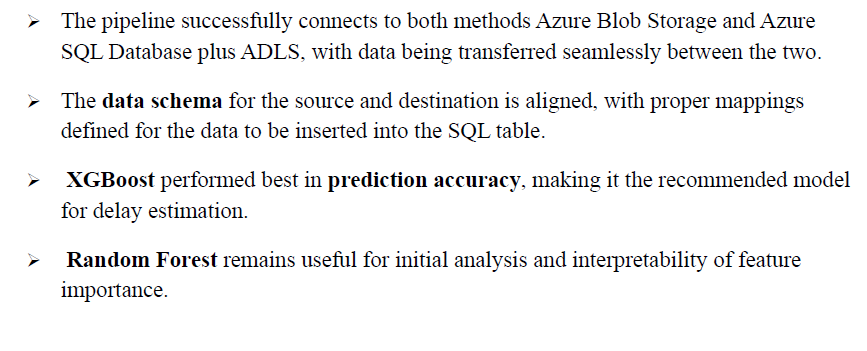 ➢ The pipeline successfully connects to both methods Azure Blob Storage and Azure
SQL Database plus ADLS, with data being transferred seamlessly between the two.
➢ The data schema for the source and destination is aligned, with proper mappings
defined for the data to be inserted into the SQL table.
➢ XGBoost performed best in prediction accuracy, making it the recommended model
for delay estimation.
➢ Random Forest remains useful for initial analysis and interpretability of feature
importance.